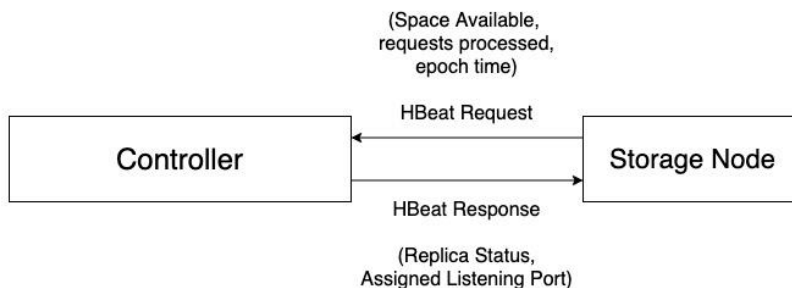 (Space Available,
requests processed,
epoch time)
HBeat Request
Controller
Storage Node
HBeat Response
(Replica Status,
Assigned Listening Port)